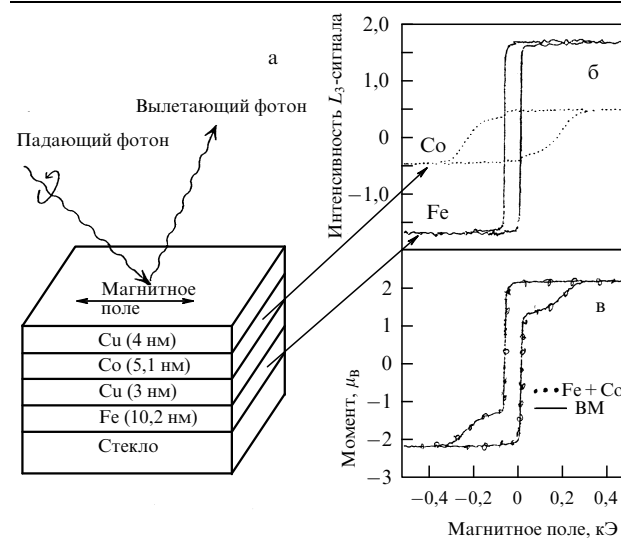 а
Вылетающий фотон
Падающий фотон
Магнитное
поле
Cu (4 нм)
Co (5,1 нм)
Cu (3 нм)
Fe (10,2 нм)
Стекло
Интенсивность L₃-сигнала
2,0
1,0
0
−1,0
б
Co
Fe
Момент, μВ
2
1
0
−1
−2
−3
в
Fe + Co
ВМ
−0,4 −0,2 0 0,2 0,4
Магнитное поле, кЭ